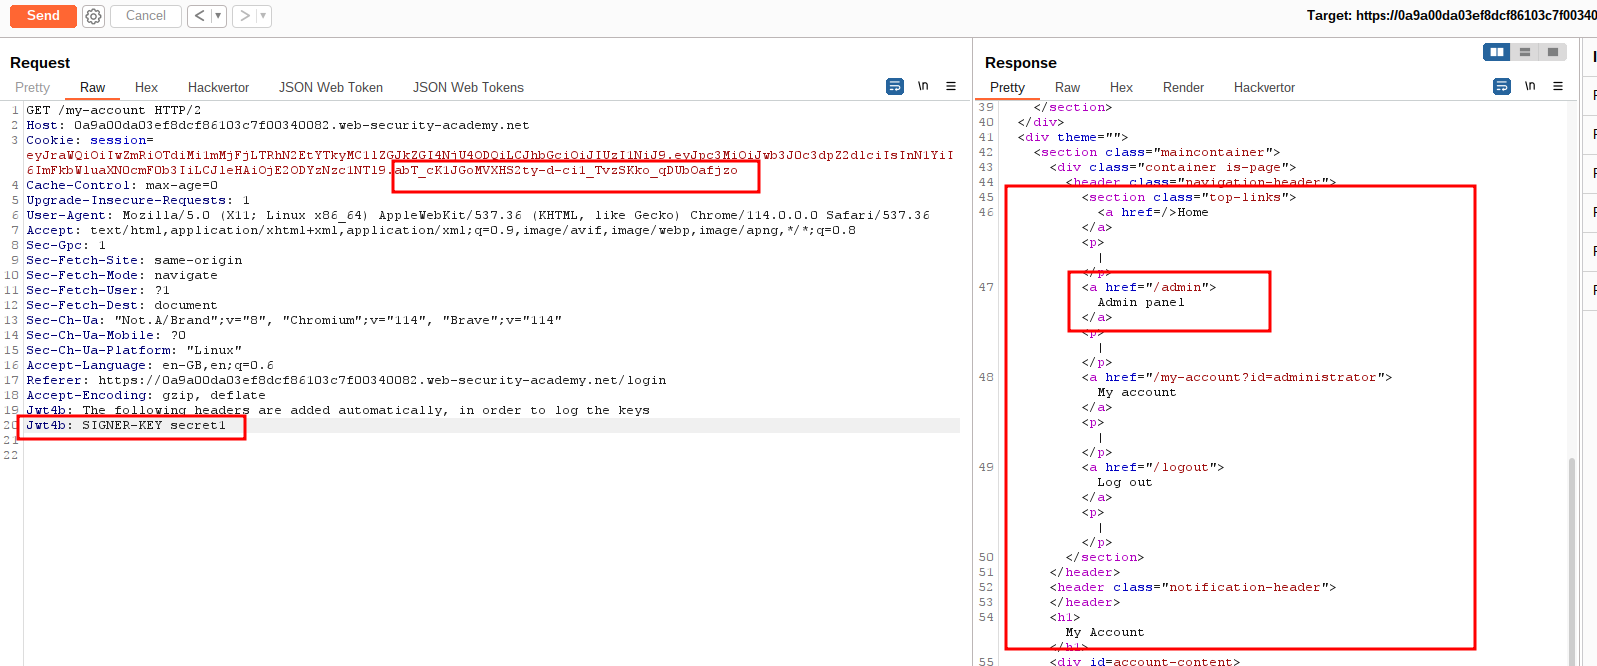 Send
Cancel
Target: https://0a9a00da03ef8dcf86103c7f00340
Request
Pretty Raw Hex Hackvertor JSON Web Token JSON Web Tokens
\n
1 GET /my-account HTTP/2
2 Host: 0a9a00da03ef8dcf86103c7f00340082.web-security-academy.net
3 Cookie: session=
4 Cache-Control: max-age=0
5 Upgrade-Insecure-Requests: 1
6 User-Agent: Mozilla/5.0 (X11; Linux x86_64) AppleWebKit/537.36 (KHTML, like Gecko) Chrome/114.0.0.0 Safari/537.36
7 Accept: text/html,application/xhtml+xml,application/xml;q=0.9,image/avif,image/webp,image/apng,*/*;q=0.8
8 Sec-Gpc: 1
9 Sec-Fetch-Site: same-origin
10 Sec-Fetch-Mode: navigate
11 Sec-Fetch-User: ?1
12 Sec-Fetch-Dest: document
13 Sec-Ch-Ua: "Not.A/Brand";v="8", "Chromium";v="114", "Brave";v="114"
14 Sec-Ch-Ua-Mobile: ?0
15 Sec-Ch-Ua-Platform: "Linux"
16 Accept-Language: en-GB,en;q=0.6
17 Referer: https://0a9a00da03ef8dcf86103c7f00340082.web-security-academy.net/login
18 Accept-Encoding: gzip, deflate
19 Jwt4b: The following headers are added automatically, in order to log the keys
20 Jwt4b: SIGNER-KEY secret1
21
22
Response
Pretty Raw Hex Render Hackvertor
\n
39 </section>
40 </div>
41 <div theme="">
42 <section class="maincontainer">
43 <div class="container is-page">
44 <header class="navigation-header">
45 <section class="top-links">
46 <a href=/>Home
</a>
<p>
|
</p>
47 <a href="/admin">
Admin panel
</a>
<p>
|
</p>
48 <a href="/my-account?id=administrator">
My account
</a>
<p>
|
</p>
49 <a href="/logout">
Log out
</a>
<p>
|
</p>
50 </section>
51 </header>
52 <header class="notification-header">
53 </header>
54 <h1>
My Account
</h1>
55 <div id=account-content>